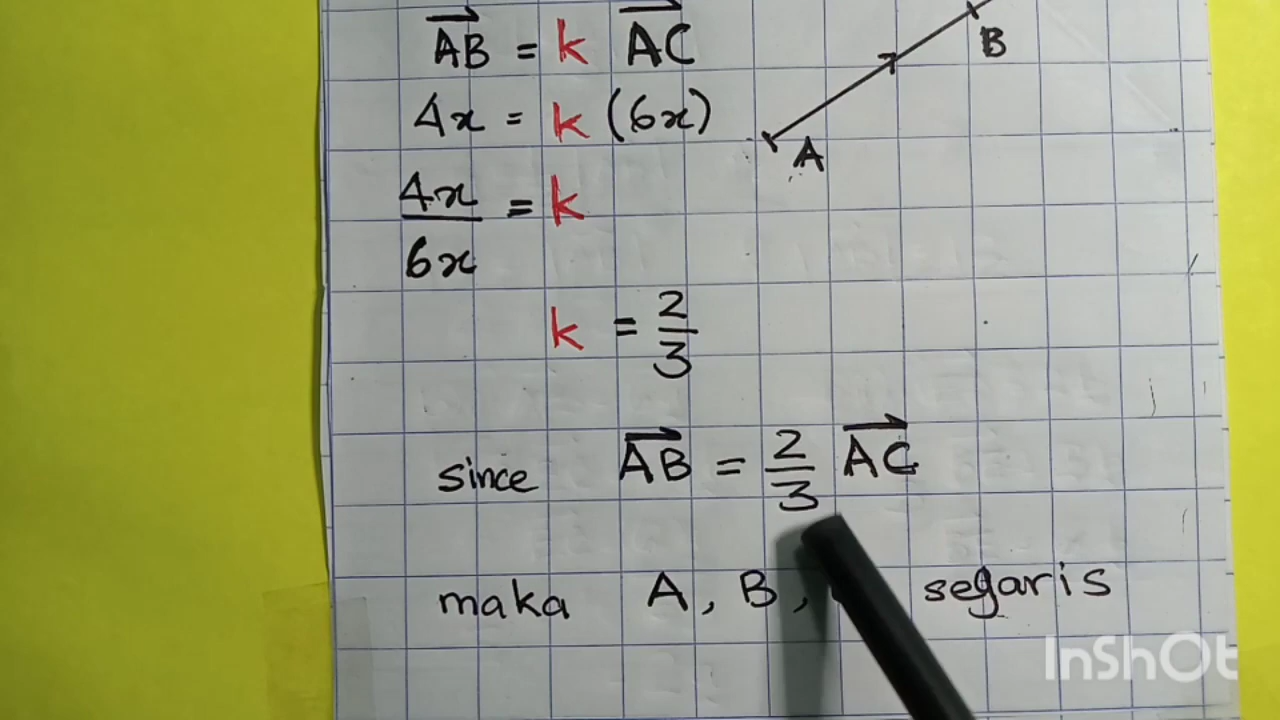 AB = k AC
B
4x = k (6x)
A
4x
6x
= k
k = 2/3
since AB = 2/3 AC
maka A, B, segaris
InShOt